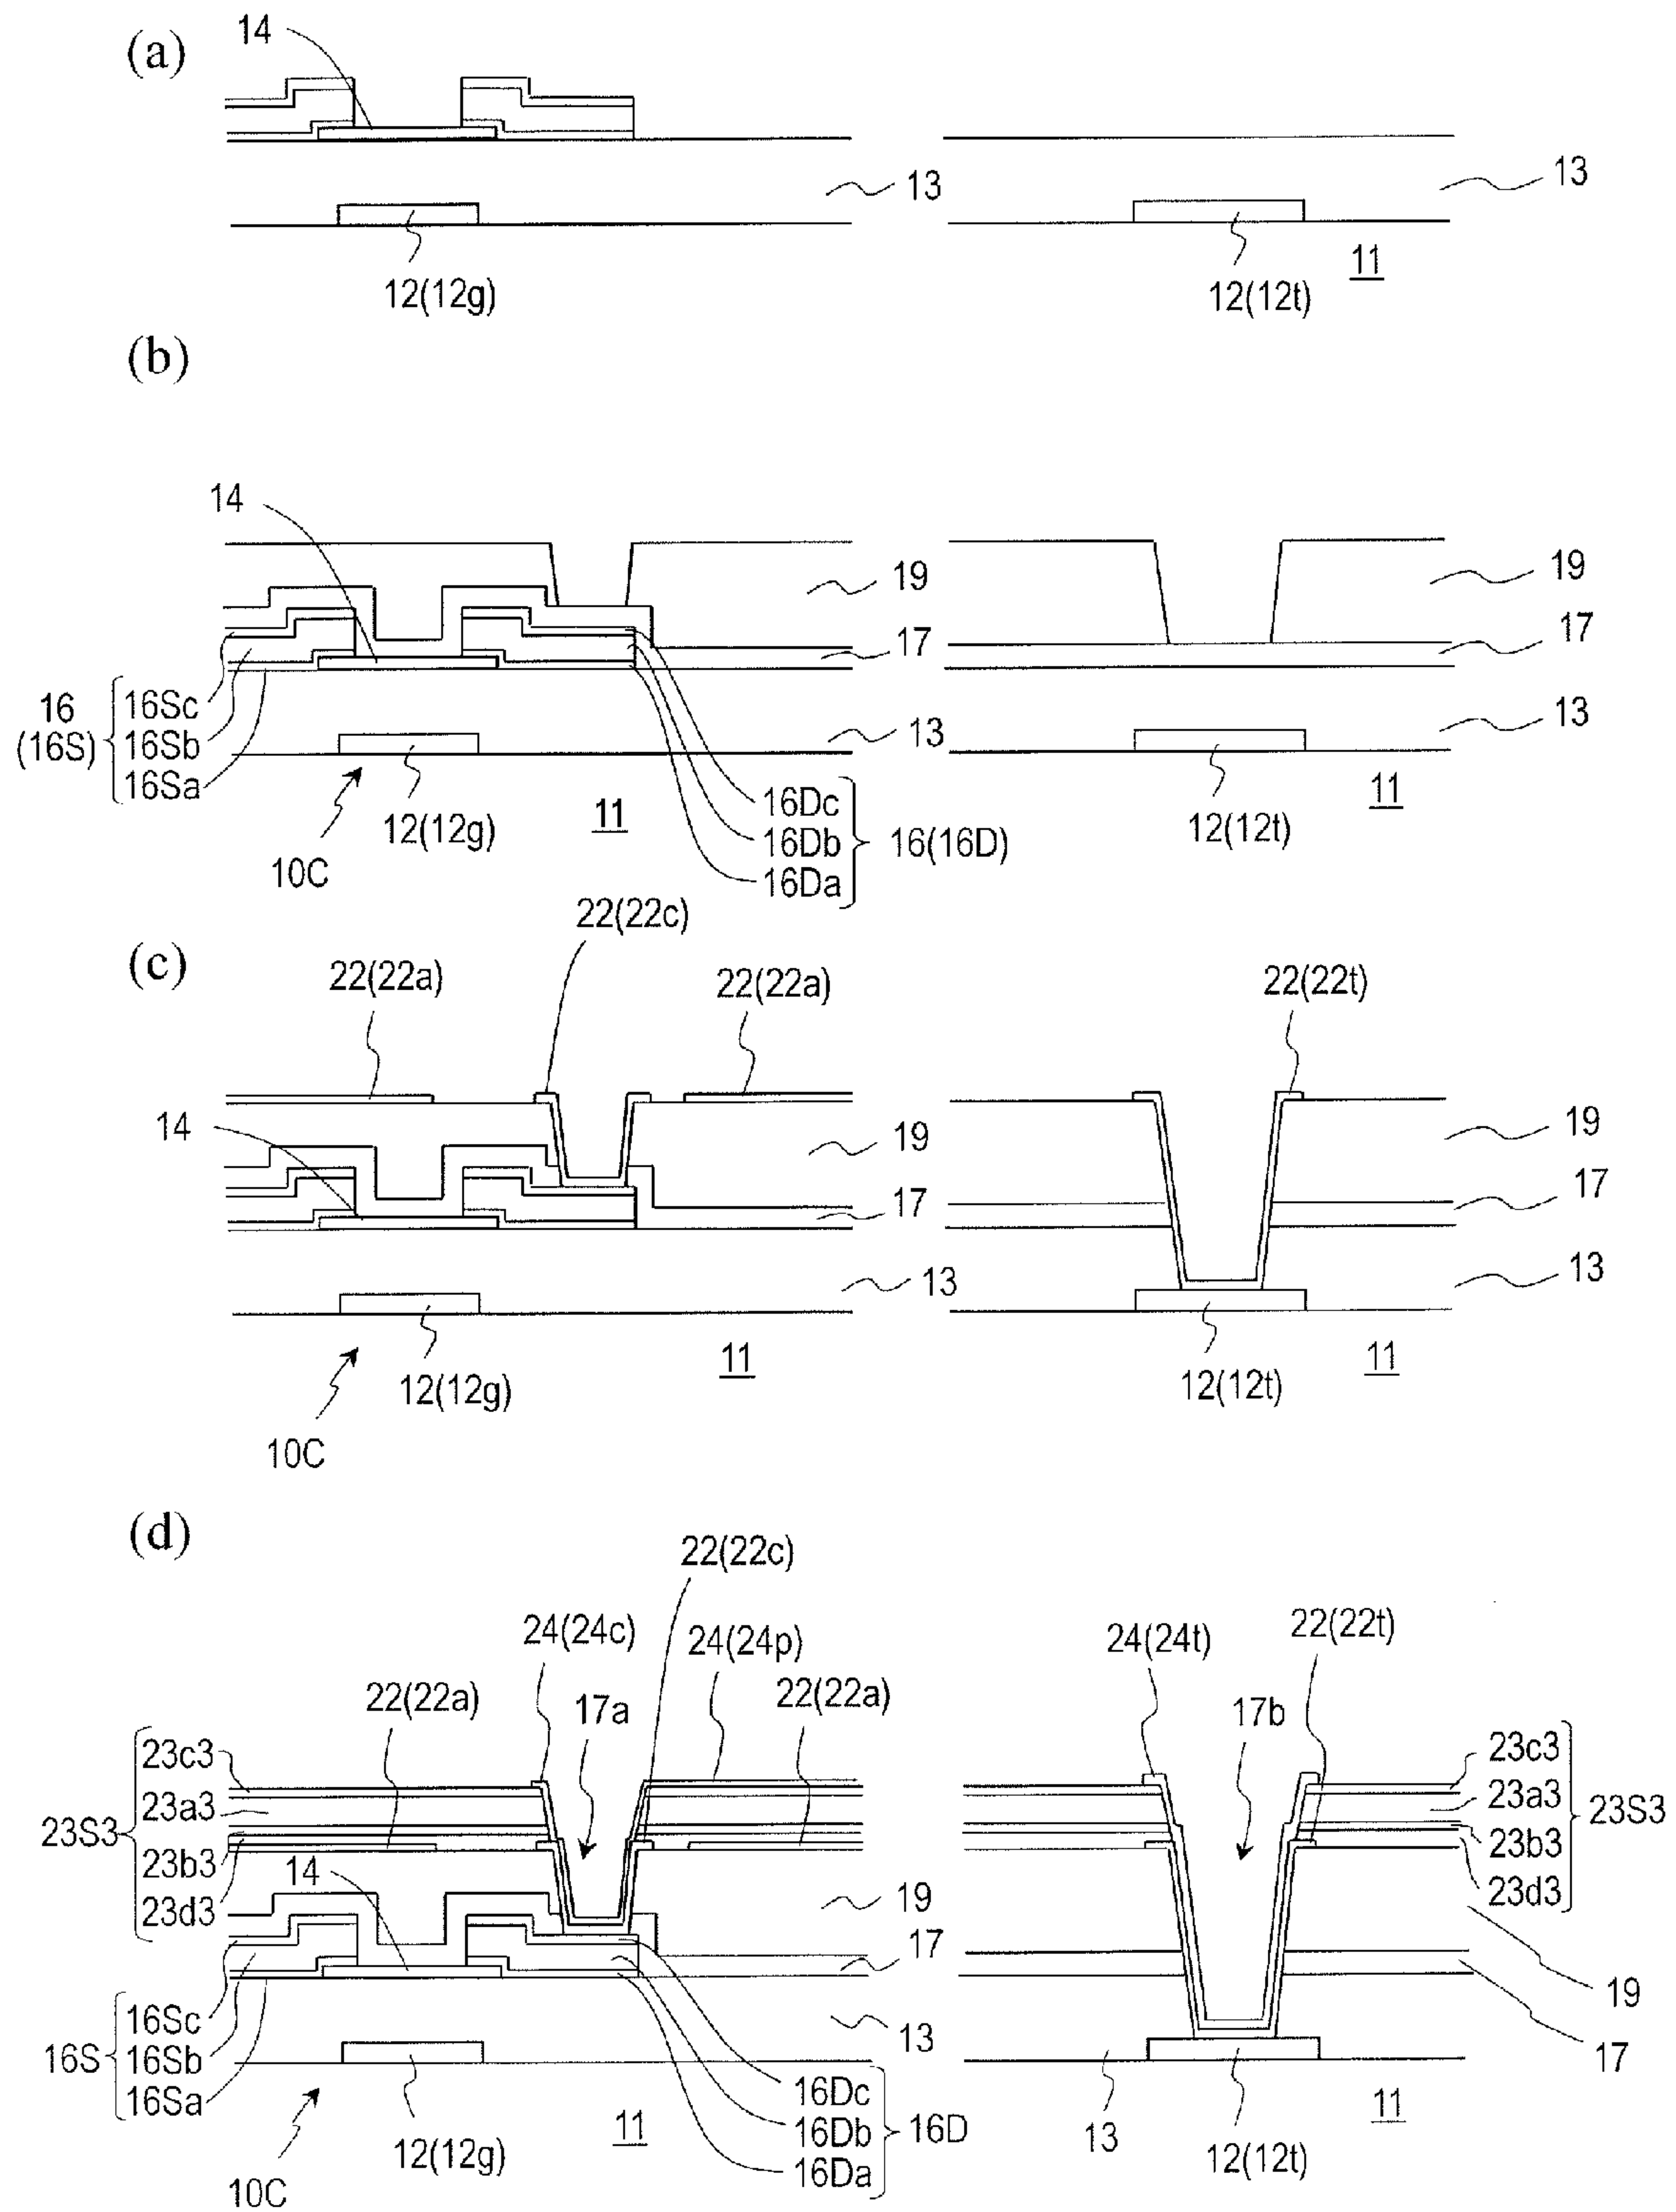 (a)
14
13
13
12(12g)
12(12t)
11
(b)
14
19
19
17
17
16
(16S)
16Sc
16Sb
16Sa
13
13
12(12g)
11
12(12t)
11
10C
16Dc
16Db
16Da
16(16D)
(c)
22(22c)
22(22a)
22(22a)
22(22t)
14
19
19
17
17
13
13
12(12g)
11
12(12t)
11
10C
(d)
22(22c)
24(24c)
24(24p)
24(24t)
22(22t)
22(22a)
17a
22(22a)
17b
23S3
23c3
23a3
23b3
23d3
23c3
23a3
23b3
23d3
23S3
14
19
17
19
17
16S
16Sc
16Sb
16Sa
13
13
12(12g)
11
16Dc
16Db
16Da
16D
12(12t)
11
10C